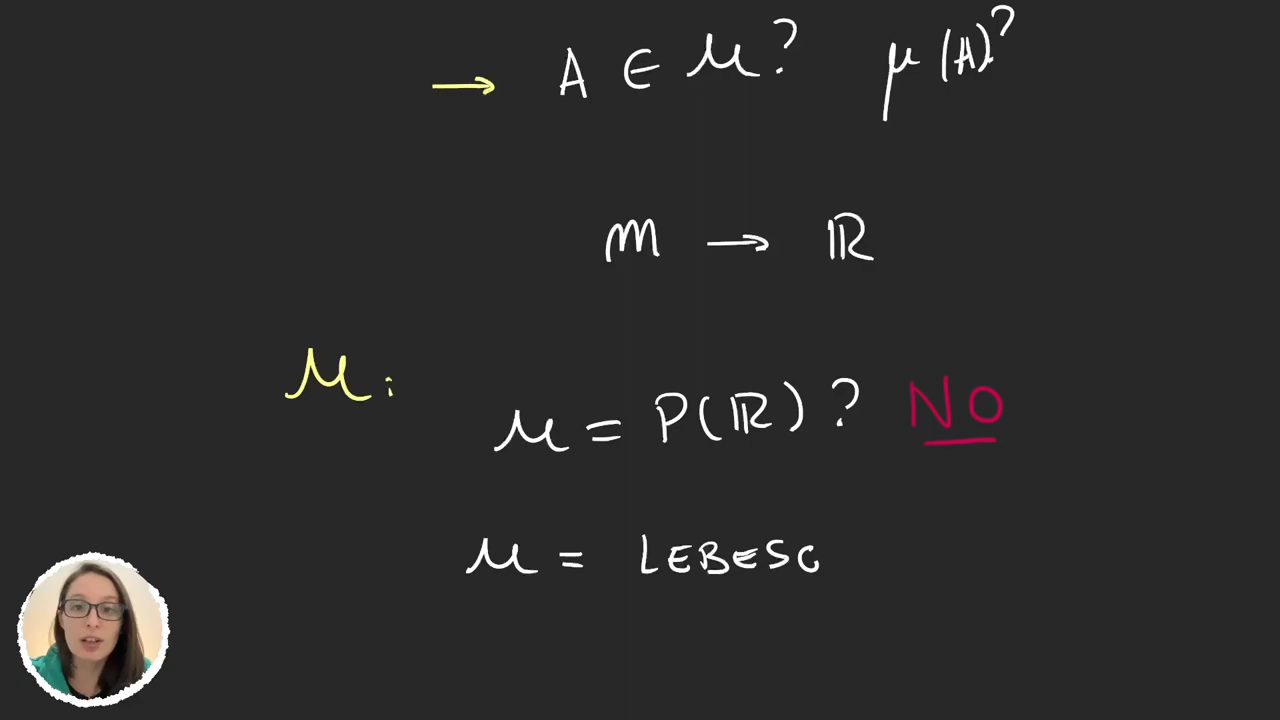 → A ∈ M? μ(A)?
m → ℝ
M:
M = P(ℝ)? NO
M = LEBESG